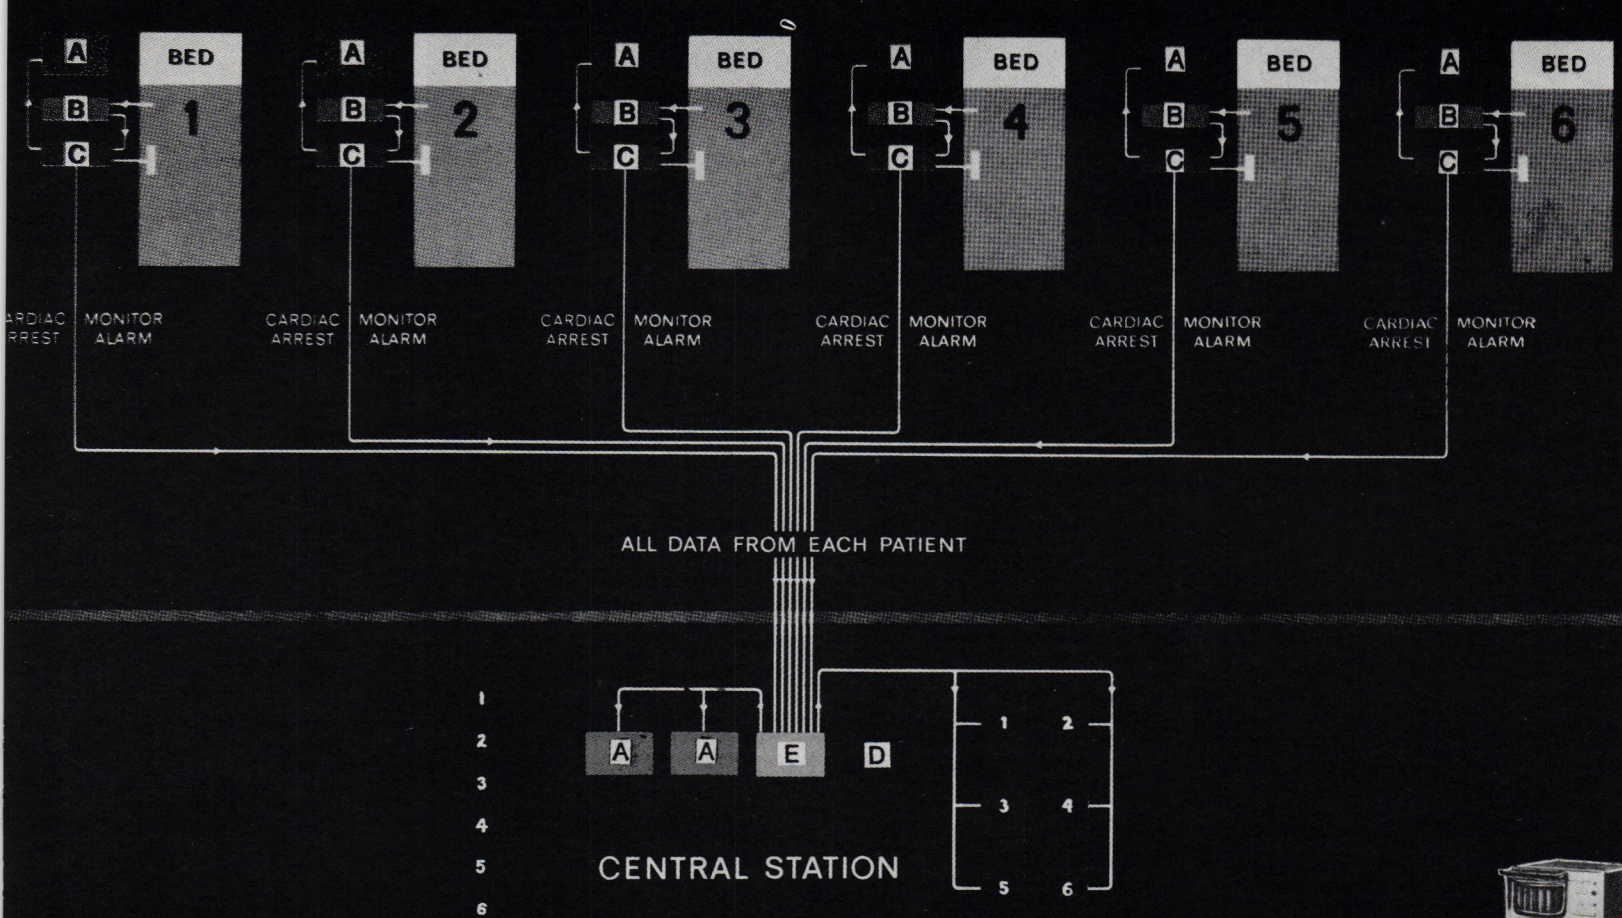 A BED A BED A BED A BED A BED A BED
B 1 B 2 B 3 B 4 B 5 B 6
C C C C C C
ARDIAC MONITOR CARDIAC MONITOR CARDIAC MONITOR CARDIAC MONITOR CARDIAC MONITOR CARDIAC MONITOR
RREST ALARM ARREST ALARM ARREST ALARM ARREST ALARM ARREST ALARM ARREST ALARM
ALL DATA FROM EACH PATIENT
1
2
3
4
5
6
A A E D
1 2
3 4
5 6
CENTRAL STATION